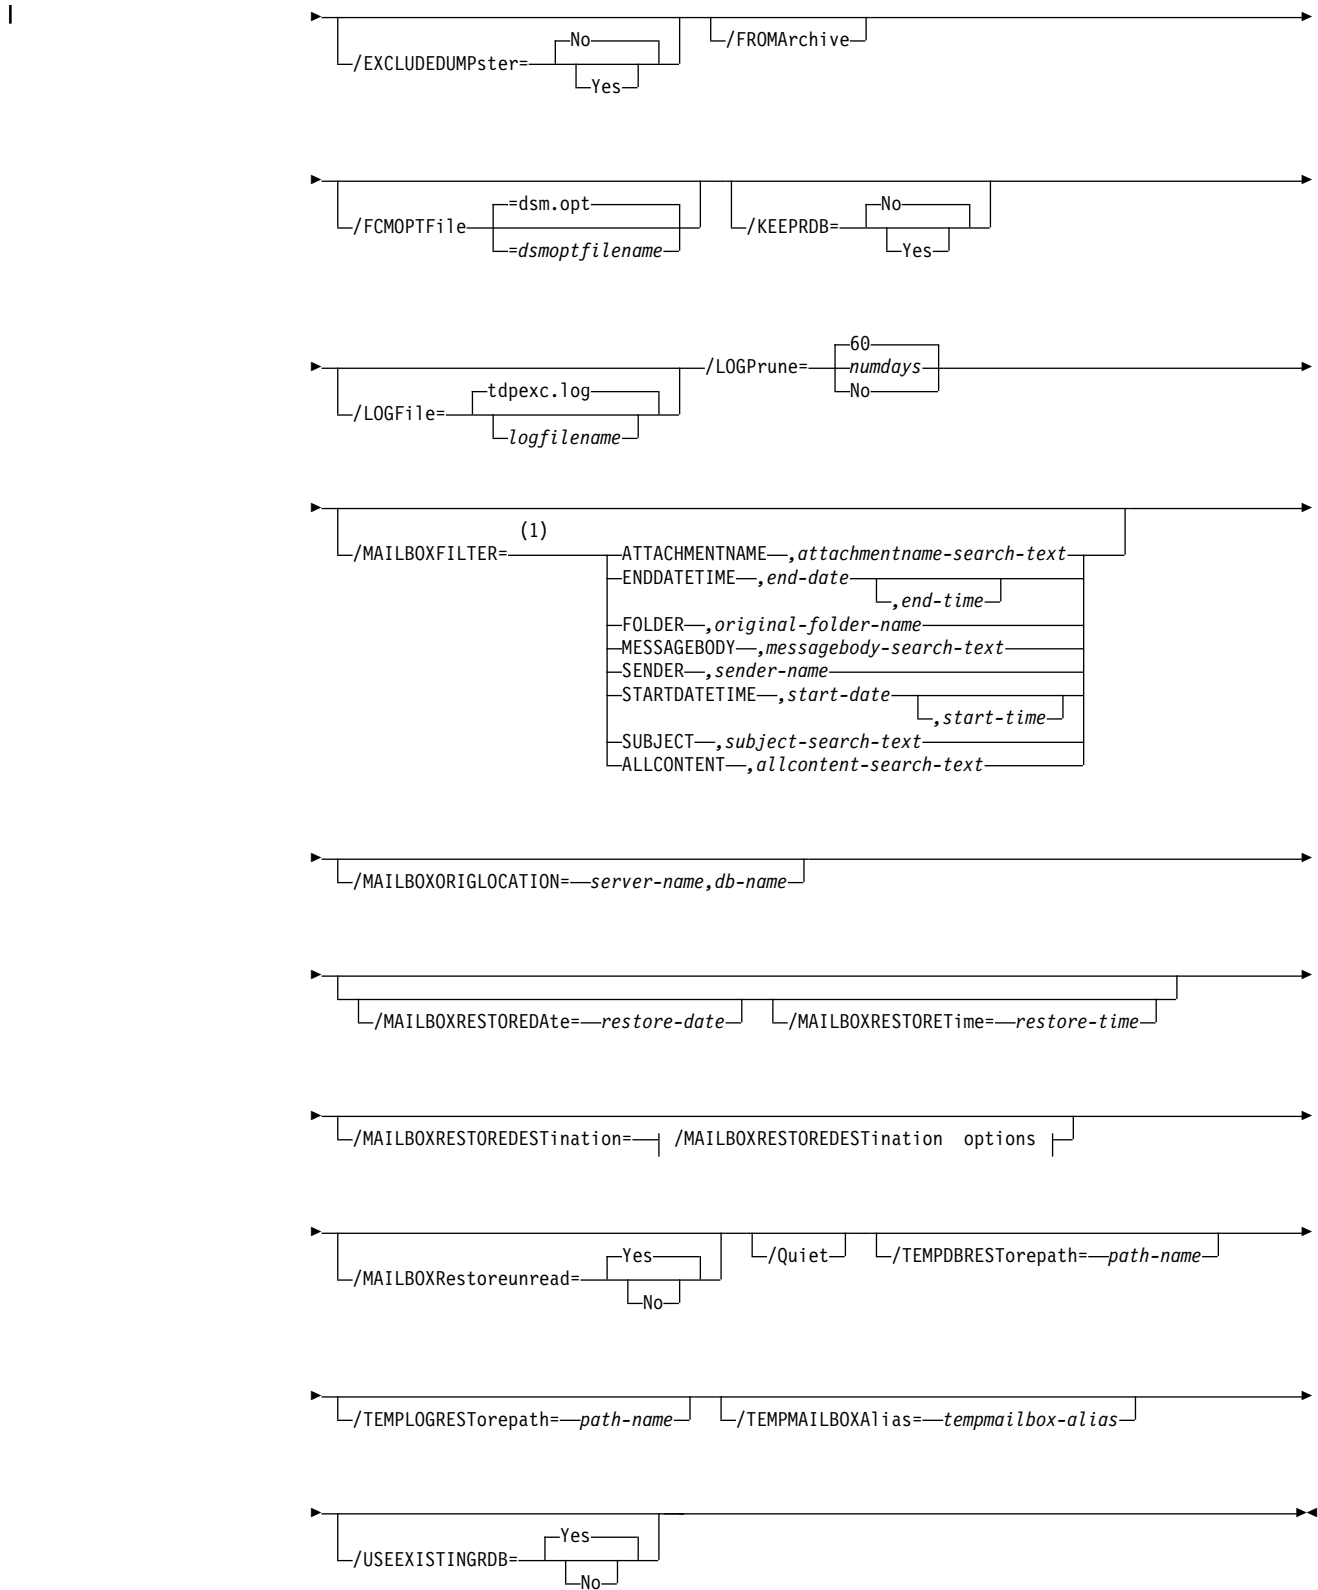 /EXCLUDEDUMPster= No Yes /FROMArchive
/FCMOPTFile =dsm.opt =dsmoptfilename /KEEPRDB= No Yes
/LOGFile= tdpexc.log logfilename /LOGPrune= 60 numdays No
(1)
/MAILBOXFILTER= ATTACHMENTNAME ,attachmentname-search-text
ENDDATETIME ,end-date
,end-time
FOLDER ,original-folder-name
MESSAGEBODY ,messagebody-search-text
SENDER ,sender-name
STARTDATETIME ,start-date
,start-time
SUBJECT ,subject-search-text
ALLCONTENT ,allcontent-search-text
/MAILBOXORIGLOCATION= server-name,db-name
/MAILBOXRESTOREDAte= restore-date /MAILBOXRESTORETime= restore-time
/MAILBOXRESTOREDESTination= /MAILBOXRESTOREDESTination options
/MAILBOXRestoreunread= Yes No /Quiet /TEMPDBRESTorepath= path-name
/TEMPLOGRESTorepath= path-name /TEMPMAILBOXAlias= tempmailbox-alias
/USEEXISTINGRDB= Yes No